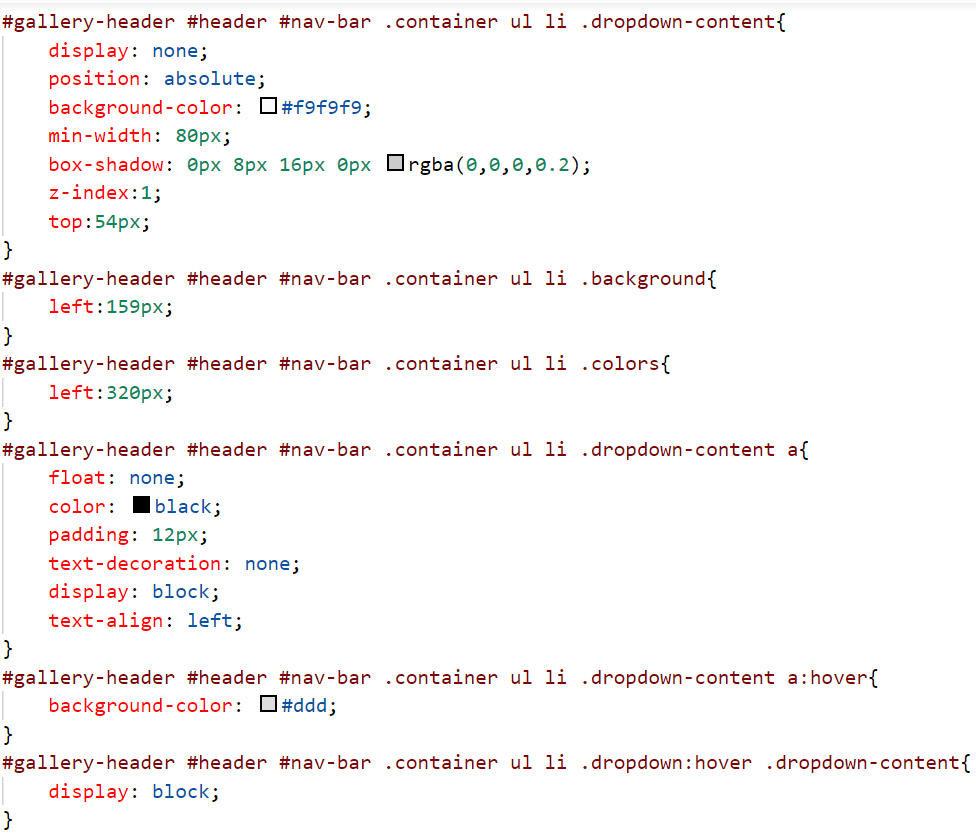 #gallery-header #header #nav-bar .container ul li .dropdown-content{
    display: none;
    position: absolute;
    background-color: #f9f9f9;
    min-width: 80px;
    box-shadow: 0px 8px 16px 0px rgba(0,0,0,0.2);
    z-index:1;
    top:54px;
}
#gallery-header #header #nav-bar .container ul li .background{
    left:159px;
}
#gallery-header #header #nav-bar .container ul li .colors{
    left:320px;
}
#gallery-header #header #nav-bar .container ul li .dropdown-content a{
    float: none;
    color: black;
    padding: 12px;
    text-decoration: none;
    display: block;
    text-align: left;
}
#gallery-header #header #nav-bar .container ul li .dropdown-content a:hover{
    background-color: #ddd;
}
#gallery-header #header #nav-bar .container ul li .dropdown:hover .dropdown-content{
    display: block;
}